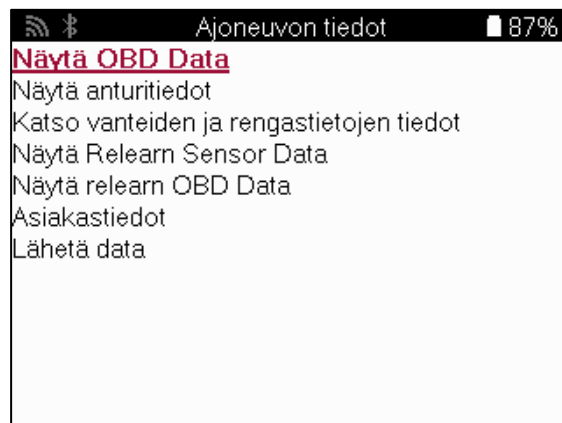 Ajoneuvon tiedot 87%
Näytä OBD Data
Näytä anturitiedot
Katso vanteiden ja rengastietojen tiedot
Näytä Relearn Sensor Data
Näytä relearn OBD Data
Asiakastiedot
Lähetä data